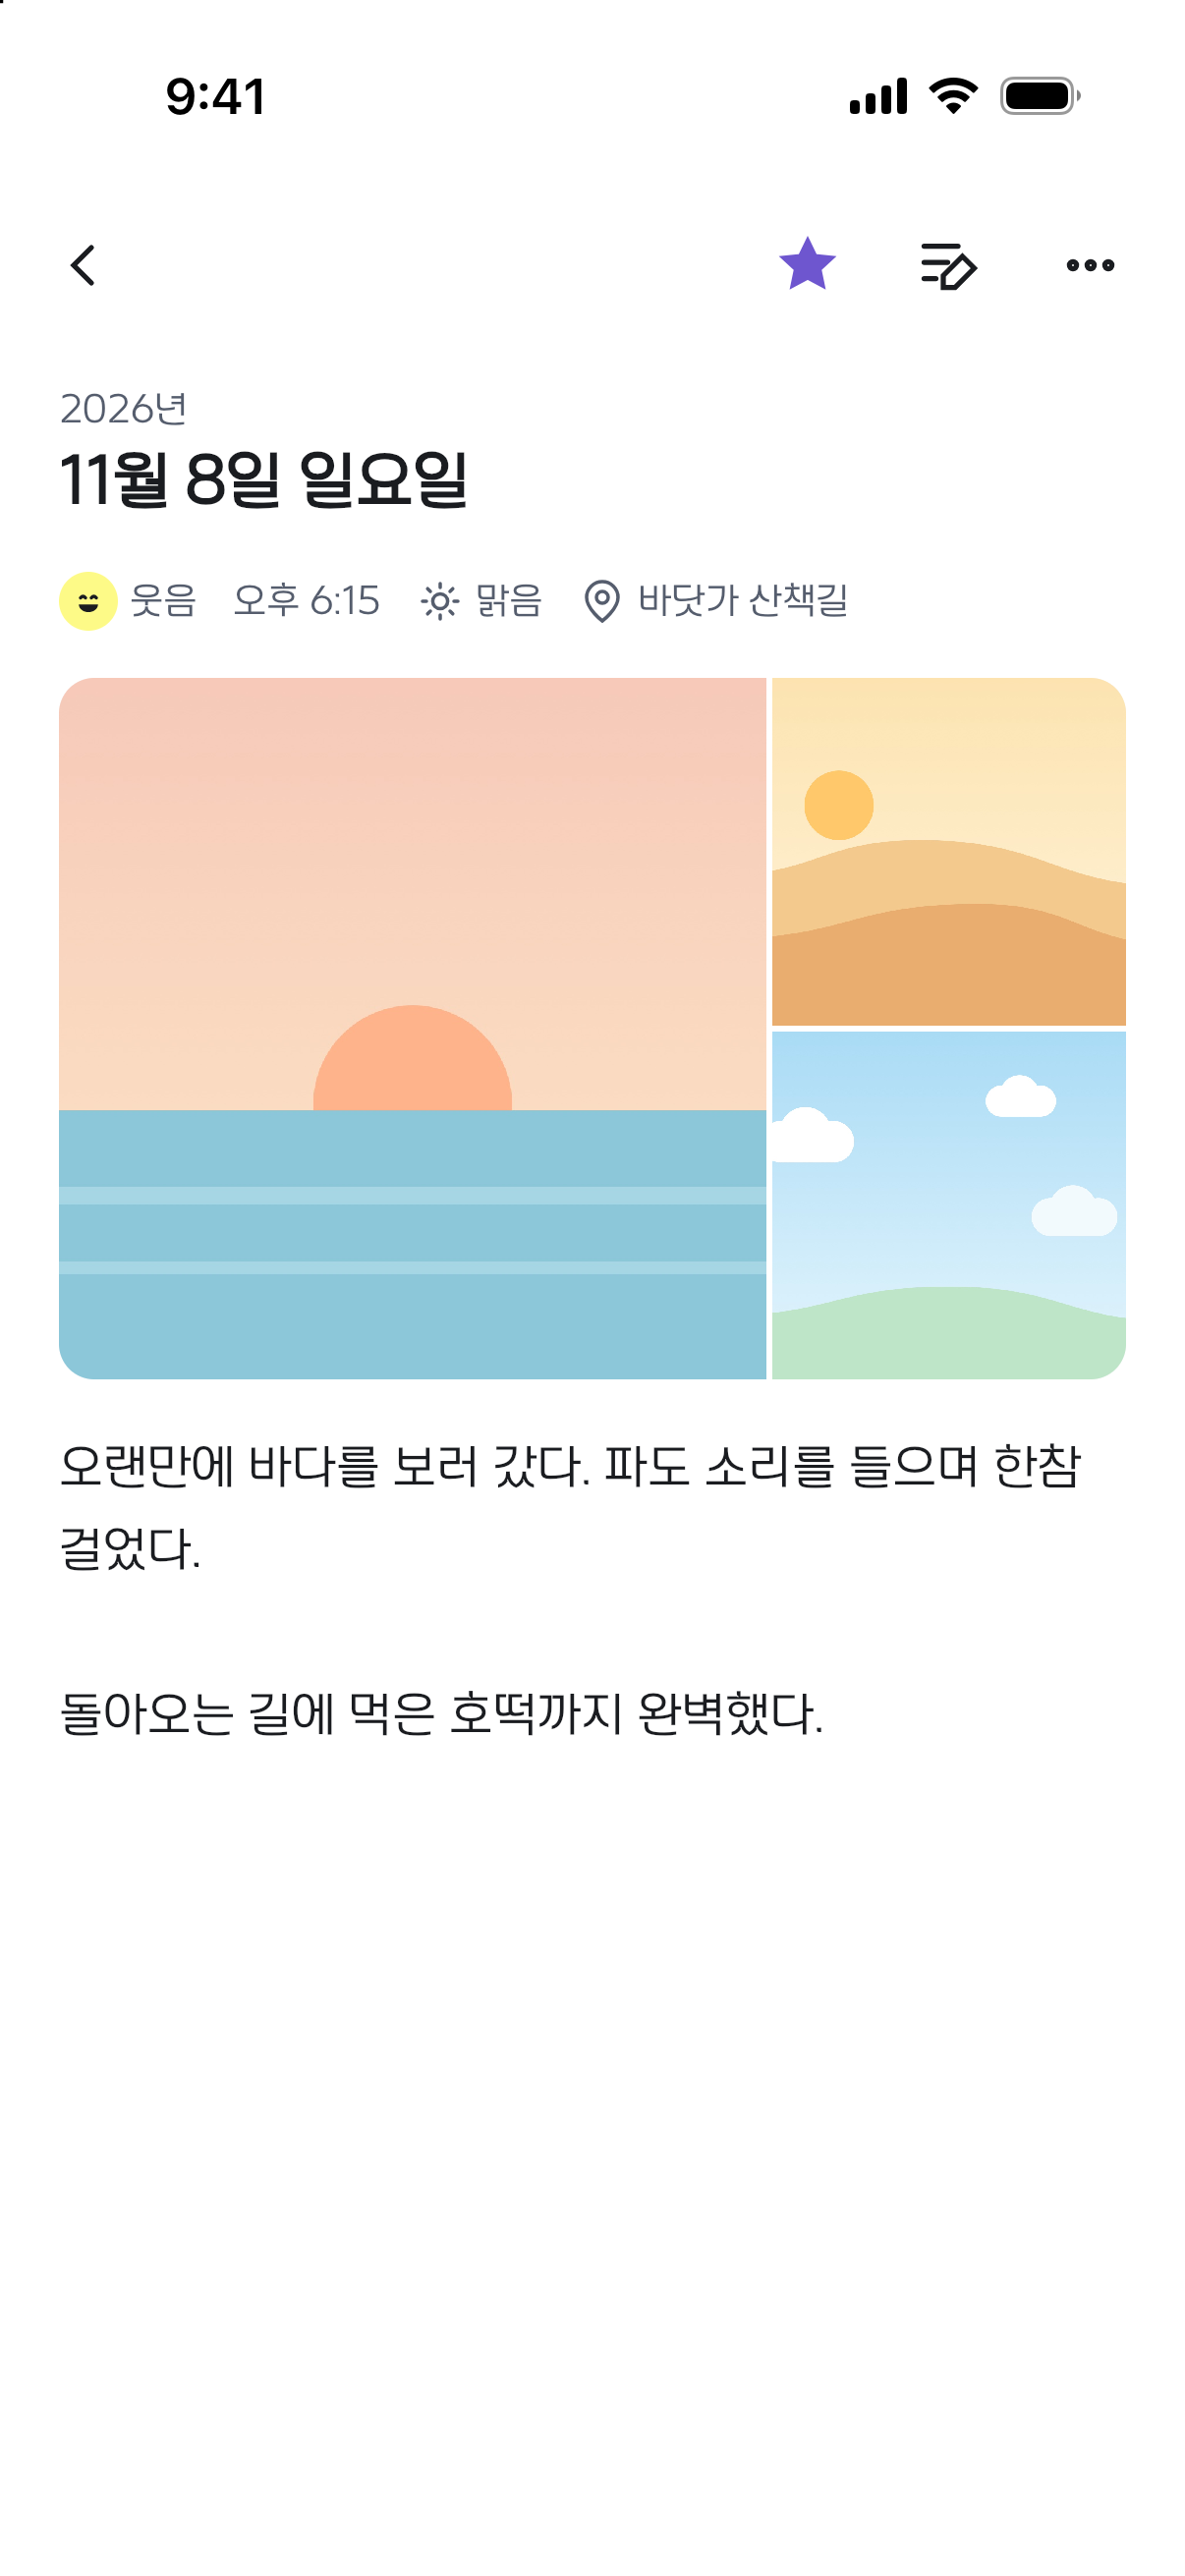 9:41
2026년
11월 8일 일요일
웃음 오후 6:15 맑음 바닷가 산책길
오랜만에 바다를 보러 갔다. 파도 소리를 들으며 한참
걸었다.
돌아오는 길에 먹은 호떡까지 완벽했다.